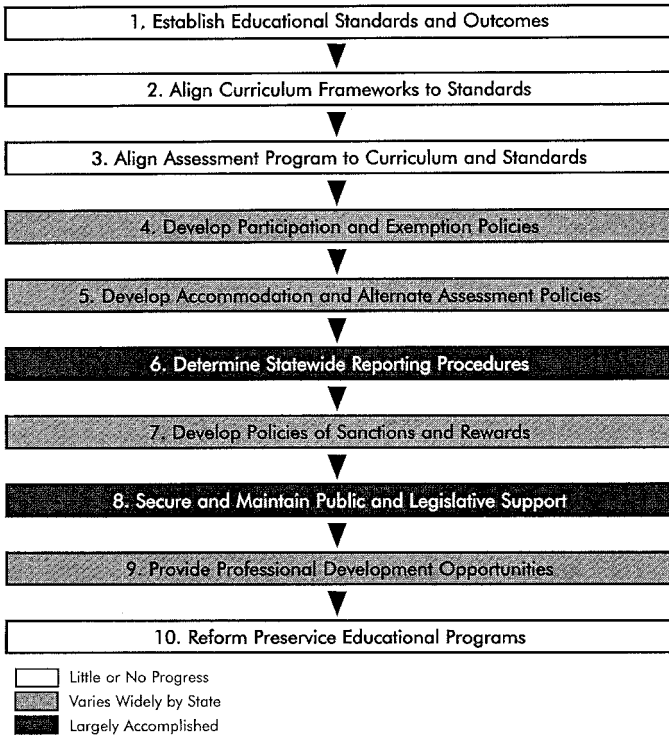 1. Establish Educational Standards and Outcomes
2. Align Curriculum Frameworks to Standards
3. Align Assessment Program to Curriculum and Standards
4. Develop Participation and Exemption Policies
5. Develop Accommodation and Alternate Assessment Policies
6. Determine Statewide Reporting Procedures
7. Develop Policies of Sanctions and Rewards
8. Secure and Maintain Public and Legislative Support
9. Provide Professional Development Opportunities
10. Reform Preservice Educational Programs
Little or No Progress
Varies Widely by State
Largely Accomplished